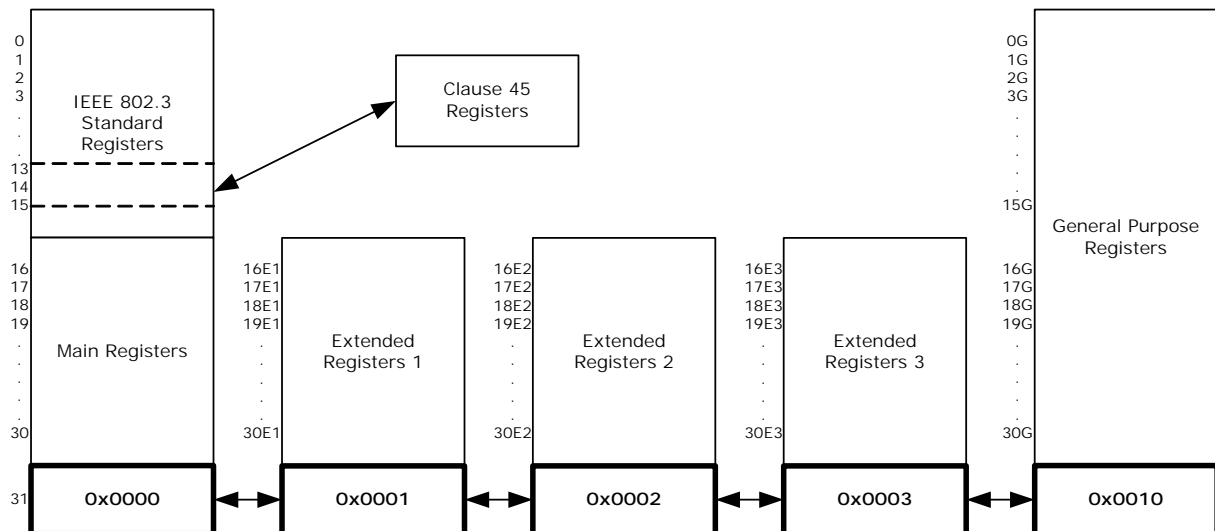 0
1
2
3
.
.
.
13
14
15
IEEE 802.3
Standard
Registers
Clause 45
Registers
16
17
18
19
.
.
.
.
.
30
Main Registers
16E1
17E1
18E1
19E1
.
.
.
.
.
30E1
Extended
Registers 1
16E2
17E2
18E2
19E2
.
.
.
.
.
30E2
Extended
Registers 2
16E3
17E3
18E3
19E3
.
.
.
.
.
30E3
Extended
Registers 3
0G
1G
2G
3G
.
.
.
.
.
15G
16G
17G
18G
19G
.
.
.
.
.
30G
General Purpose
Registers
31
0x0000
0x0001
0x0002
0x0003
0x0010